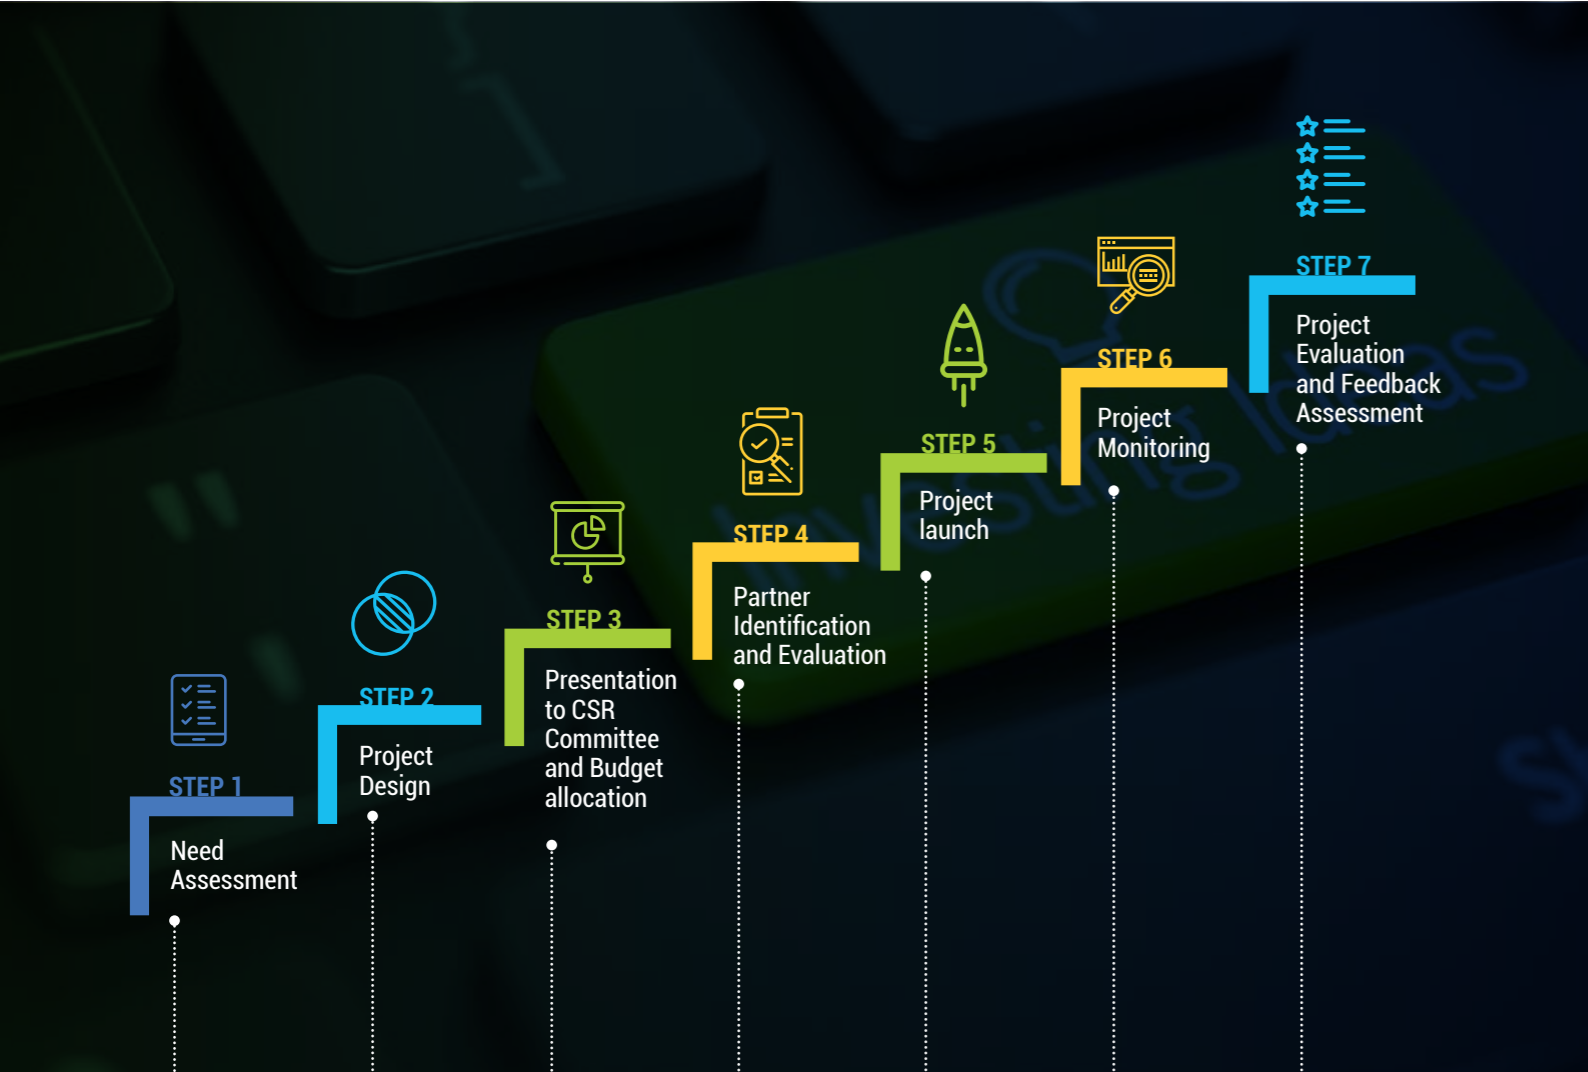 STEP 1
Need
Assessment
STEP 2
Project
Design
STEP 3
Presentation
to CSR
Committee
and Budget
allocation
STEP 4
Partner
Identification
and Evaluation
STEP 5
Project
launch
STEP 6
Project
Monitoring
STEP 7
Project
Evaluation
and Feedback
Assessment
Investing Ideas